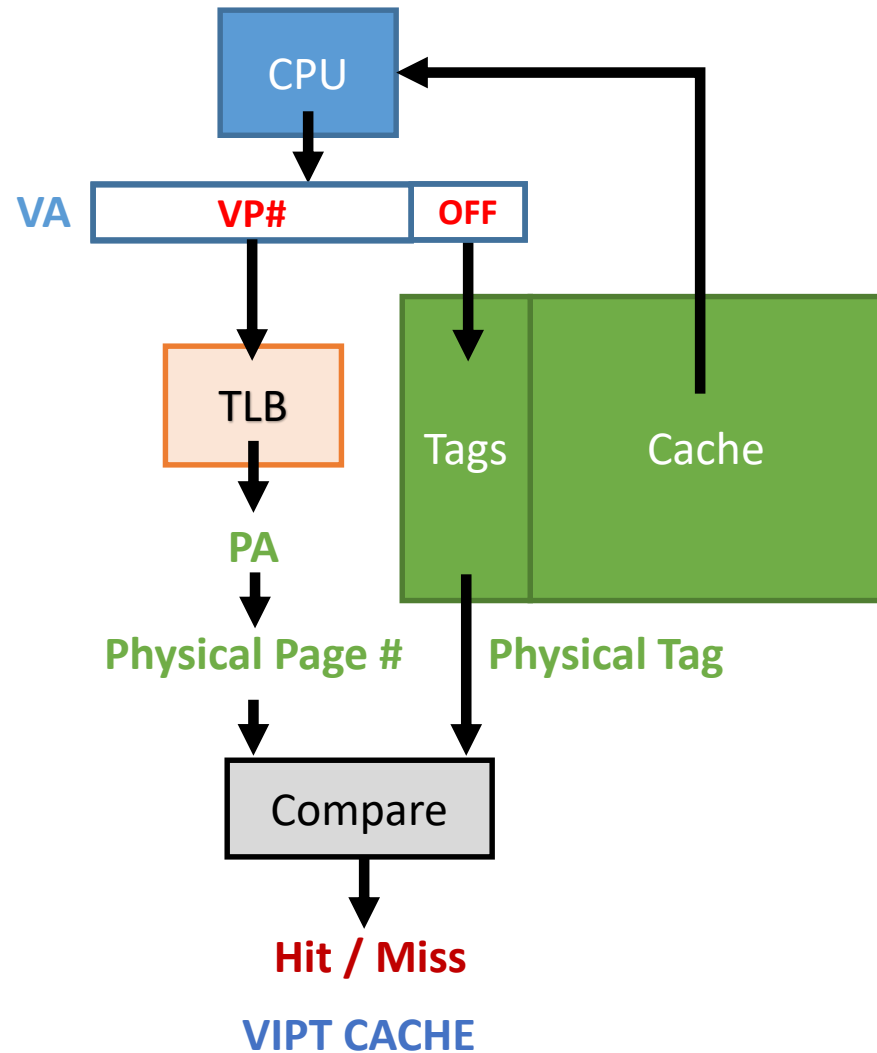 CPU
VA VP# OFF
TLB
Tags Cache
PA
Physical Page # Physical Tag
Compare
Hit / Miss
VIPT CACHE